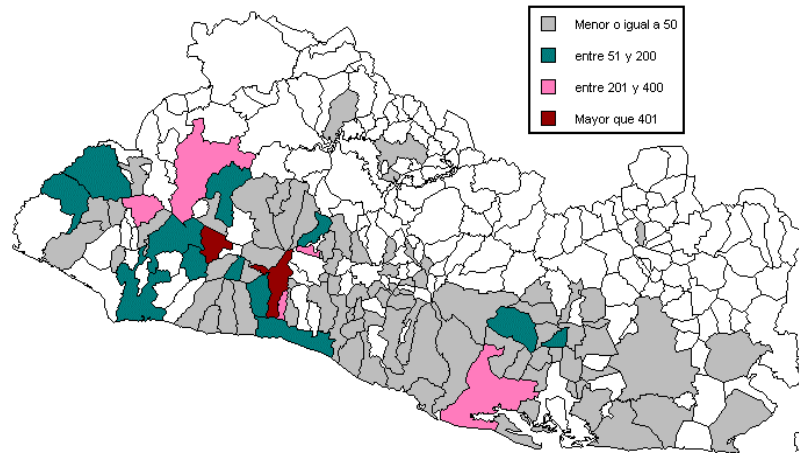 Menor o igual a 50
entre 51 y 200
entre 201 y 400
Mayor que 401